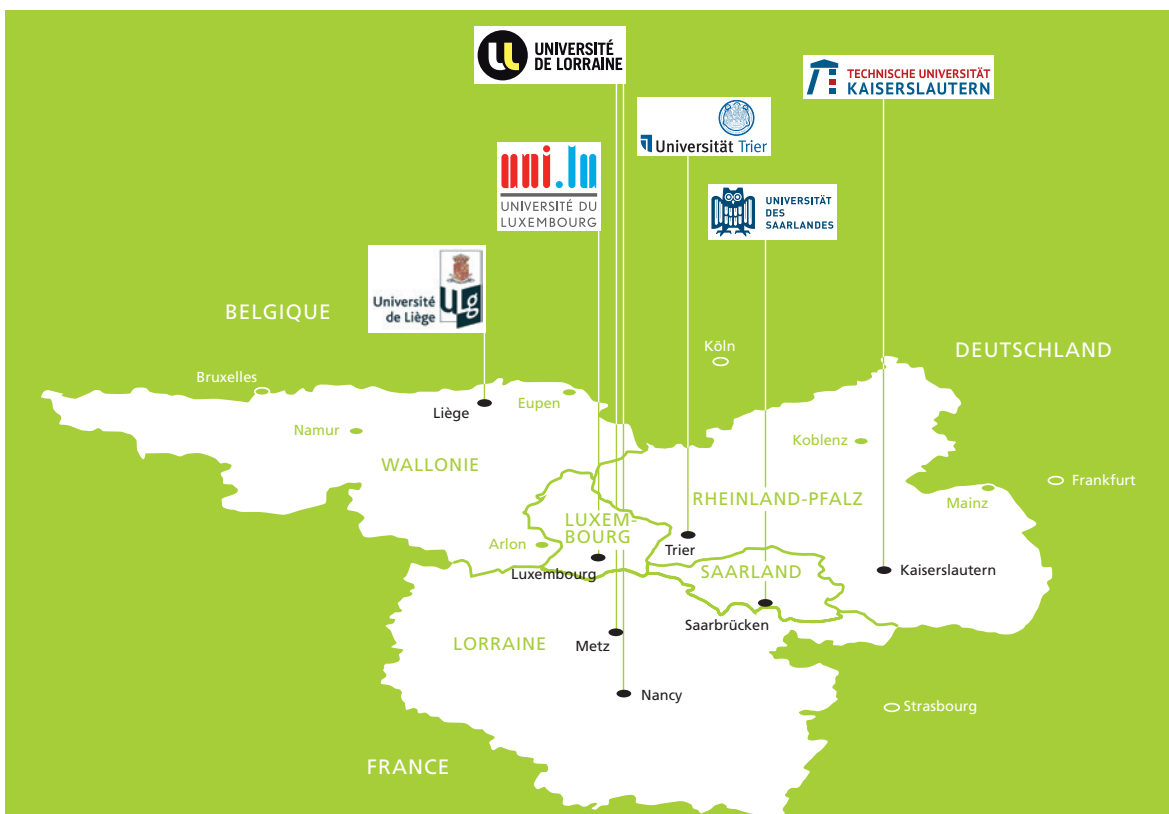 UL UNIVERSITÉ
DE LORRAINE
TECHNISCHE UNIVERSITÄT
KAISERSLAUTERN
Universität Trier
uni.lu
UNIVERSITÉ DU
LUXEMBOURG
UNIVERSITÄT
DES
SAARLANDES
Université
de Liège
ULg
BELGIQUE
DEUTSCHLAND
Köln
Bruxelles
Liège
Eupen
Namur
Koblenz
WALLONIE
Frankfurt
RHEINLAND-PFALZ
Mainz
LUXEM-
BOURG
Arlon
Trier
Luxembourg
SAARLAND
Kaiserslautern
Saarbrücken
LORRAINE
Metz
Nancy
Strasbourg
FRANCE